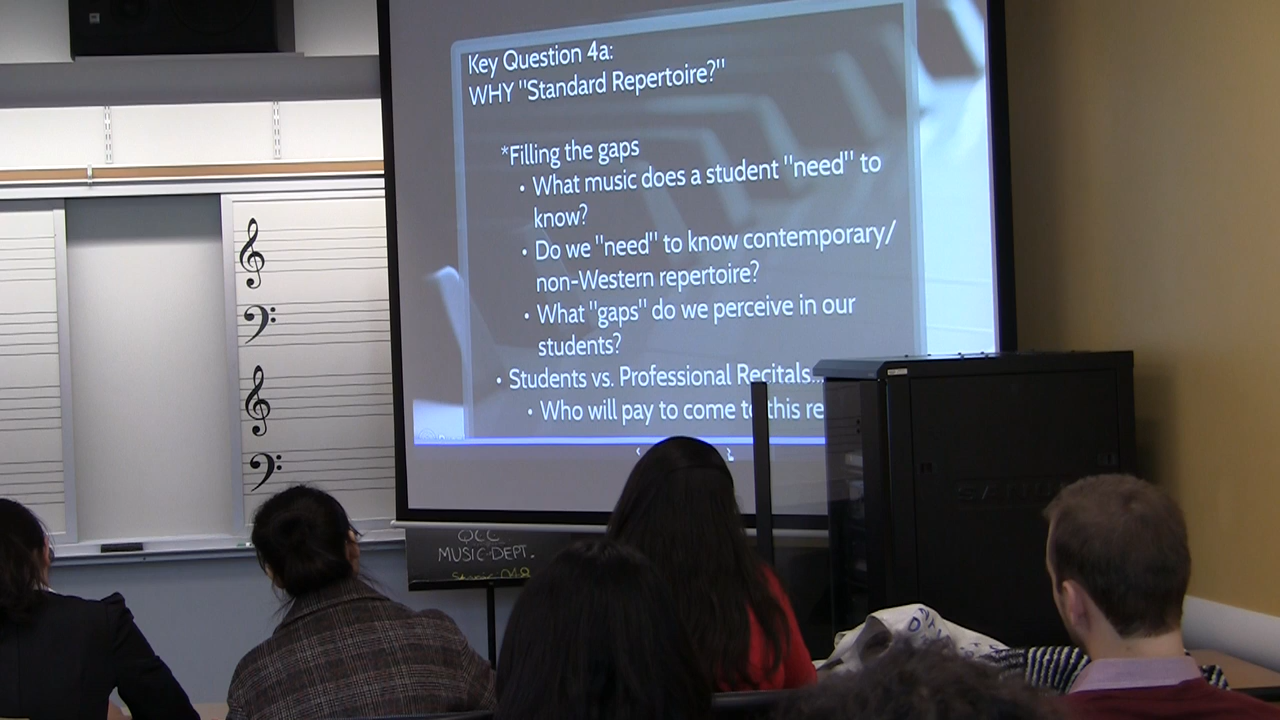 Key Question 4a:
WHY "Standard Repertoire?"
*Filling the gaps
• What music does a student "need" to
know?
• Do we "need" to know contemporary/
non-Western repertoire?
• What "gaps" do we perceive in our
students?
• Students vs. Professional Recitals...
• Who will pay to come to this re
QCC
MUSIC DEPT.